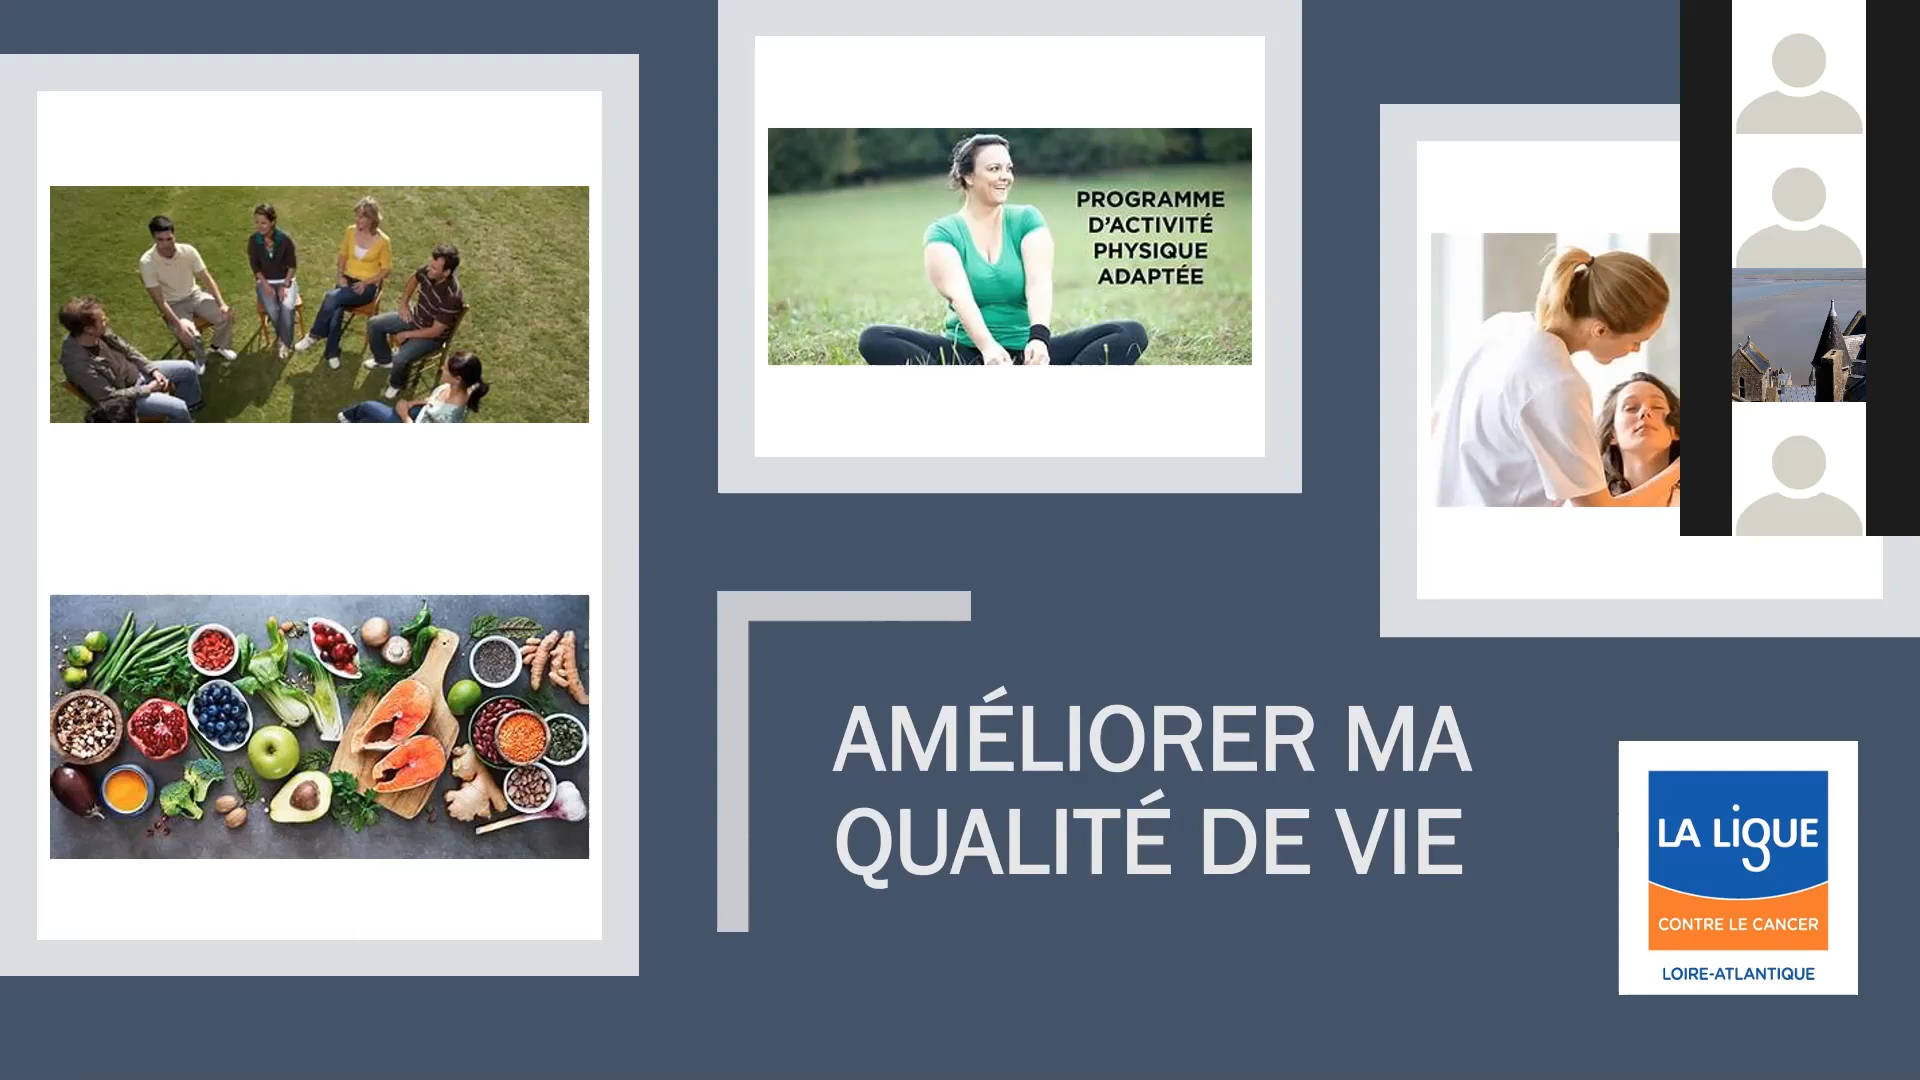 PROGRAMME
D'ACTIVITÉ
PHYSIQUE
ADAPTÉE
AMÉLIORER MA
QUALITÉ DE VIE
LA LIGUE
CONTRE LE CANCER
LOIRE-ATLANTIQUE